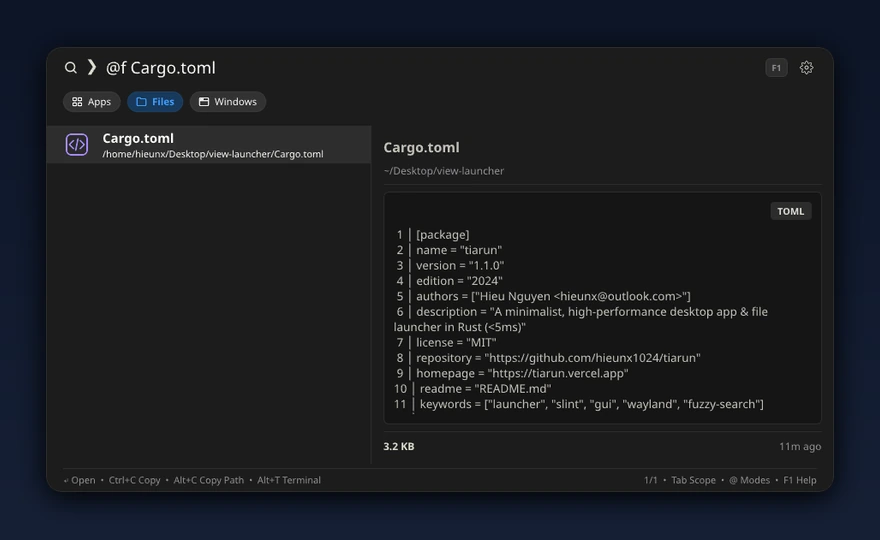 ❯ @f Cargo.toml
F1
Apps
Files
Windows
Cargo.toml
/home/hieunx/Desktop/view-launcher/Cargo.toml
Cargo.toml
~/Desktop/view-launcher
TOML
1 │ [package]
2 │ name = "tiarun"
3 │ version = "1.1.0"
4 │ edition = "2024"
5 │ authors = ["Hieu Nguyen <hieunx@outlook.com>"]
6 │ description = "A minimalist, high-performance desktop app & file
launcher in Rust (<5ms)"
7 │ license = "MIT"
8 │ repository = "https://github.com/hieunx1024/tiarun"
9 │ homepage = "https://tiarun.vercel.app"
10 │ readme = "README.md"
11 │ keywords = ["launcher", "slint", "gui", "wayland", "fuzzy-search"]
3.2 KB
11m ago
⏎ Open • Ctrl+C Copy • Alt+C Copy Path • Alt+T Terminal
1/1 • Tab Scope • @ Modes • F1 Help